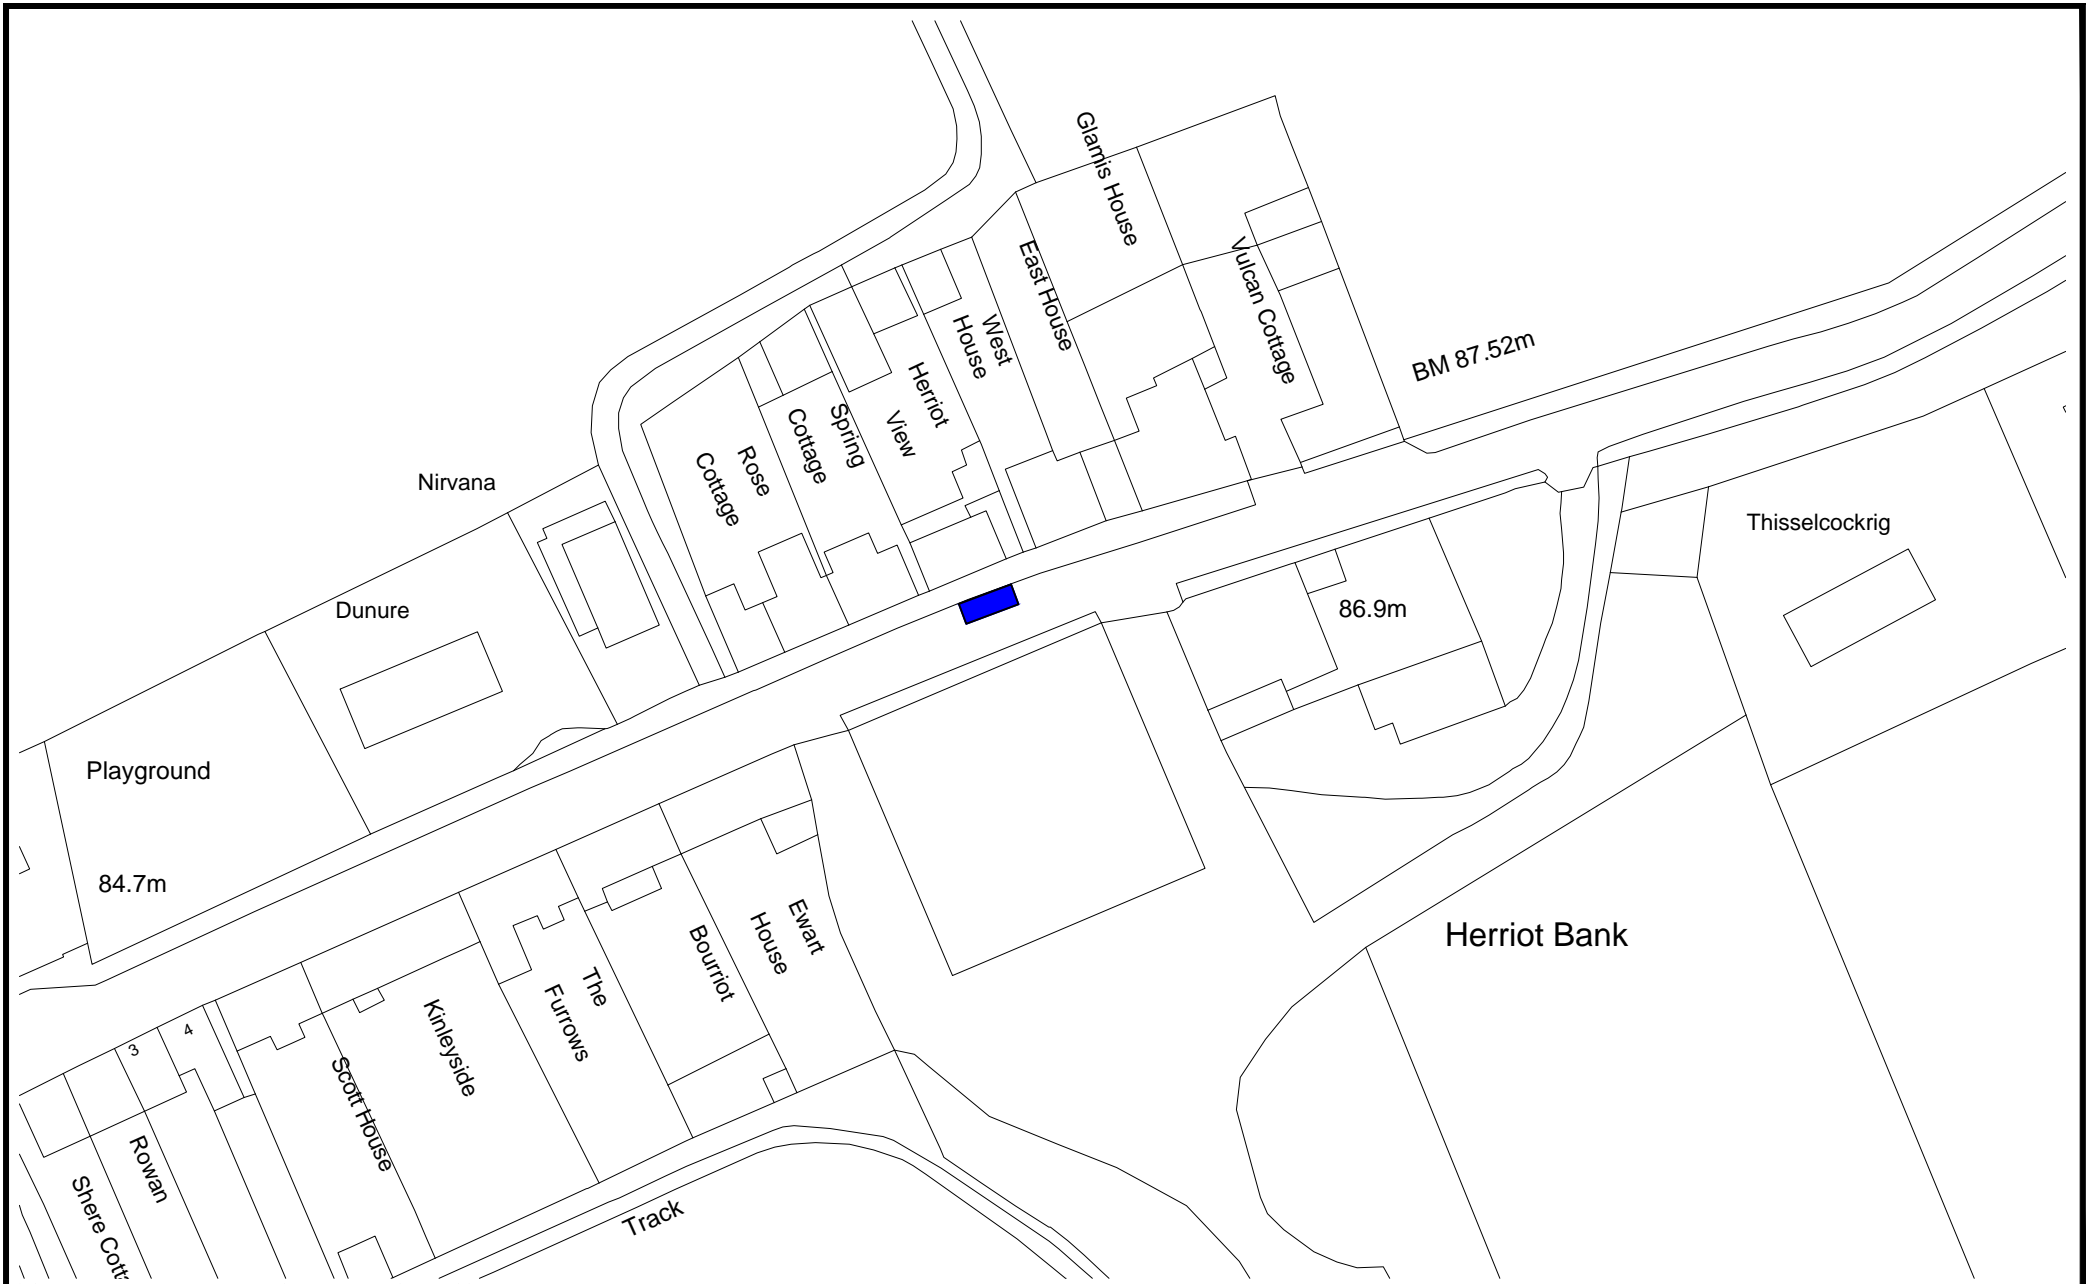 Glamis House
Vulcan Cottage
East House
West
House
Herriot
View
Spring
Cottage
Rose
Cottage
BM 87.52m
Nirvana
Thisselcockrig
Dunure
86.9m
Playground
84.7m
Herriot Bank
Ewart
House
Bourriot
The
Furrows
Kinleyside
Scott House
4
3
Rowan
Shere Cotta
Track